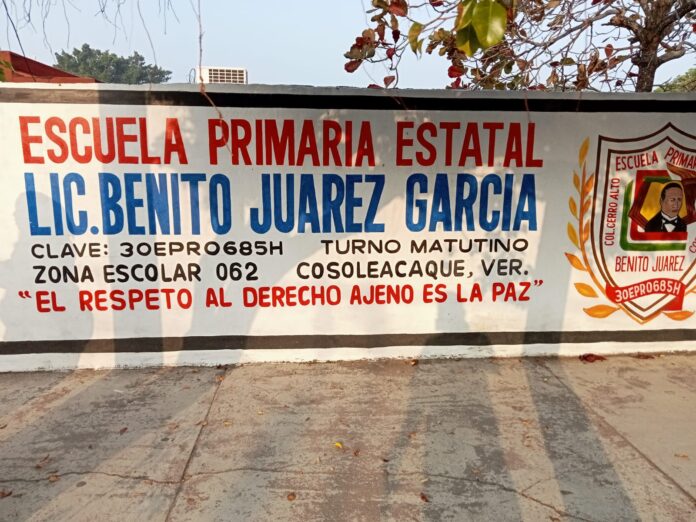 ESCUELA PRIMARIA ESTATAL
LIC. BENITO JUAREZ GARCIA
CLAVE: 30EPR0685H TURNO MATUTINO
ZONA ESCOLAR 062 COSOLEACAQUE, VER.
"EL RESPETO AL DERECHO AJENO ES LA PAZ"
ESCUELA PRIMA
COL. CERRO ALTO
BENITO JUAREZ
30EPR0685H